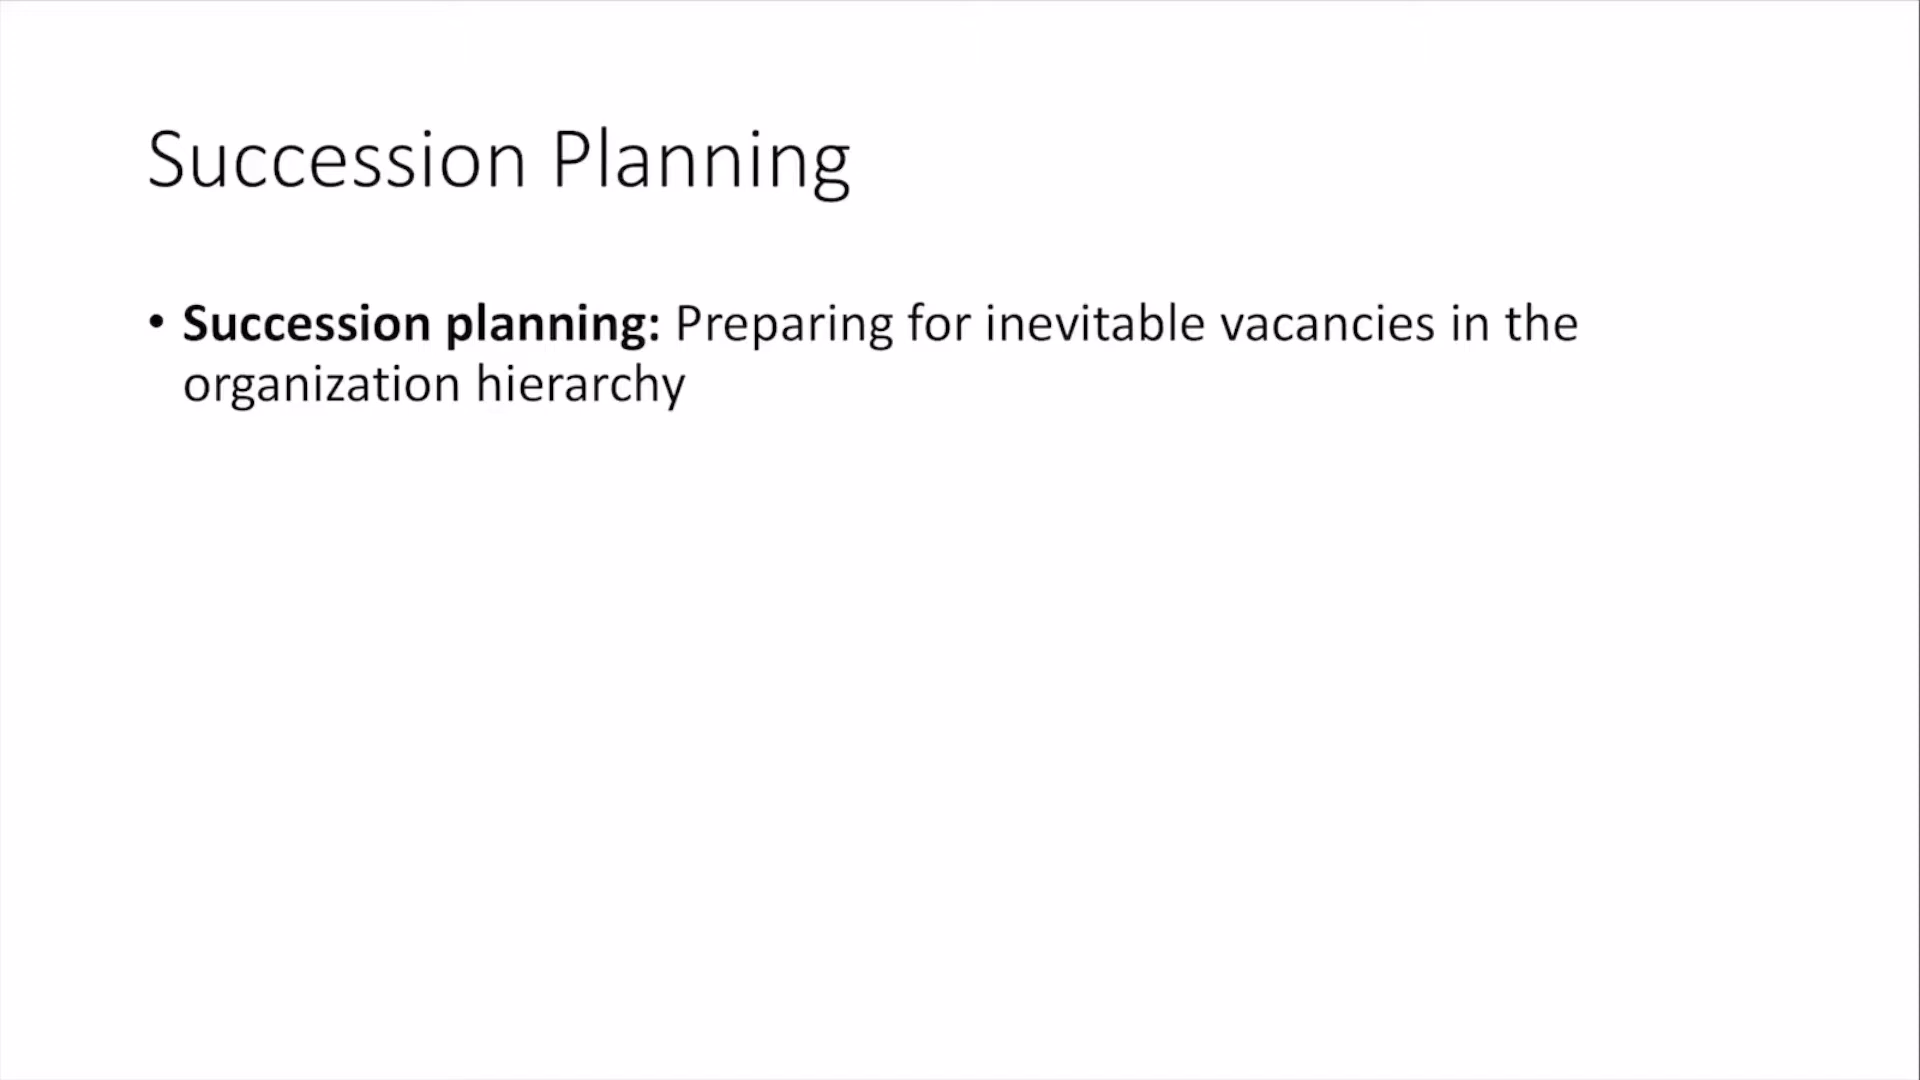 Succession Planning
• Succession planning: Preparing for inevitable vacancies in the
organization hierarchy